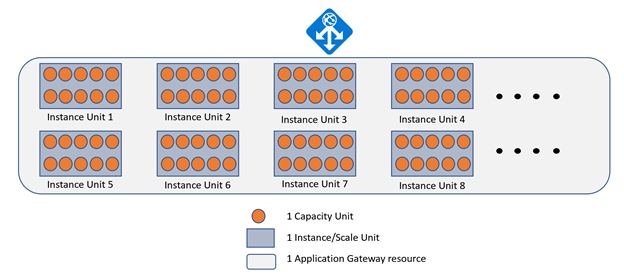 Instance Unit 1
Instance Unit 2
Instance Unit 3
Instance Unit 4
Instance Unit 5
Instance Unit 6
Instance Unit 7
Instance Unit 8
1 Capacity Unit
1 Instance/Scale Unit
1 Application Gateway resource